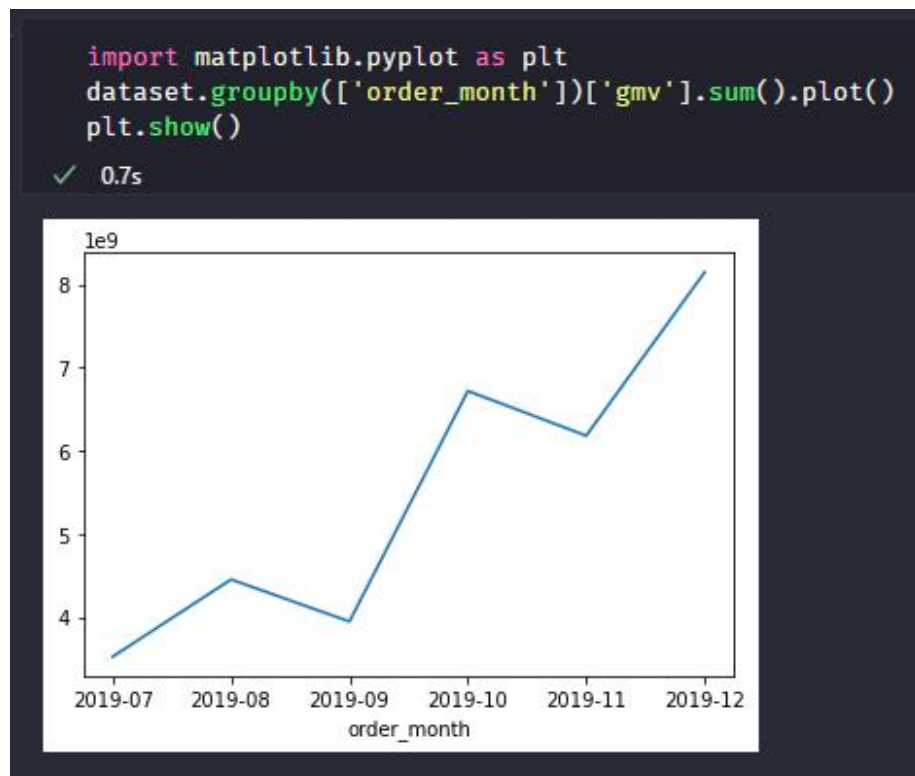 import matplotlib.pyplot as plt
dataset.groupby(['order_month'])['gmv'].sum().plot()
plt.show()
✓ 0.7s
1e9
8
7
6
5
4
2019-07 2019-08 2019-09 2019-10 2019-11 2019-12
order_month